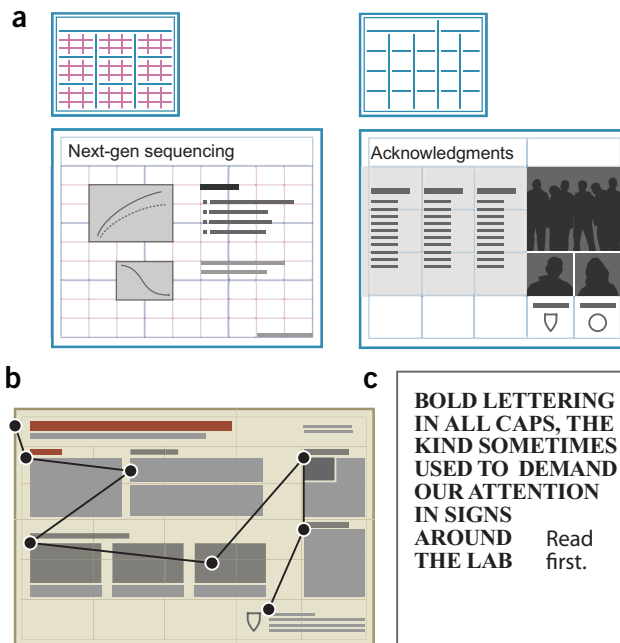 a
Next-gen sequencing
Acknowledgments
b
c
BOLD LETTERING
IN ALL CAPS, THE
KIND SOMETIMES
USED TO DEMAND
OUR ATTENTION
IN SIGNS
AROUND
THE LAB
Read
first.